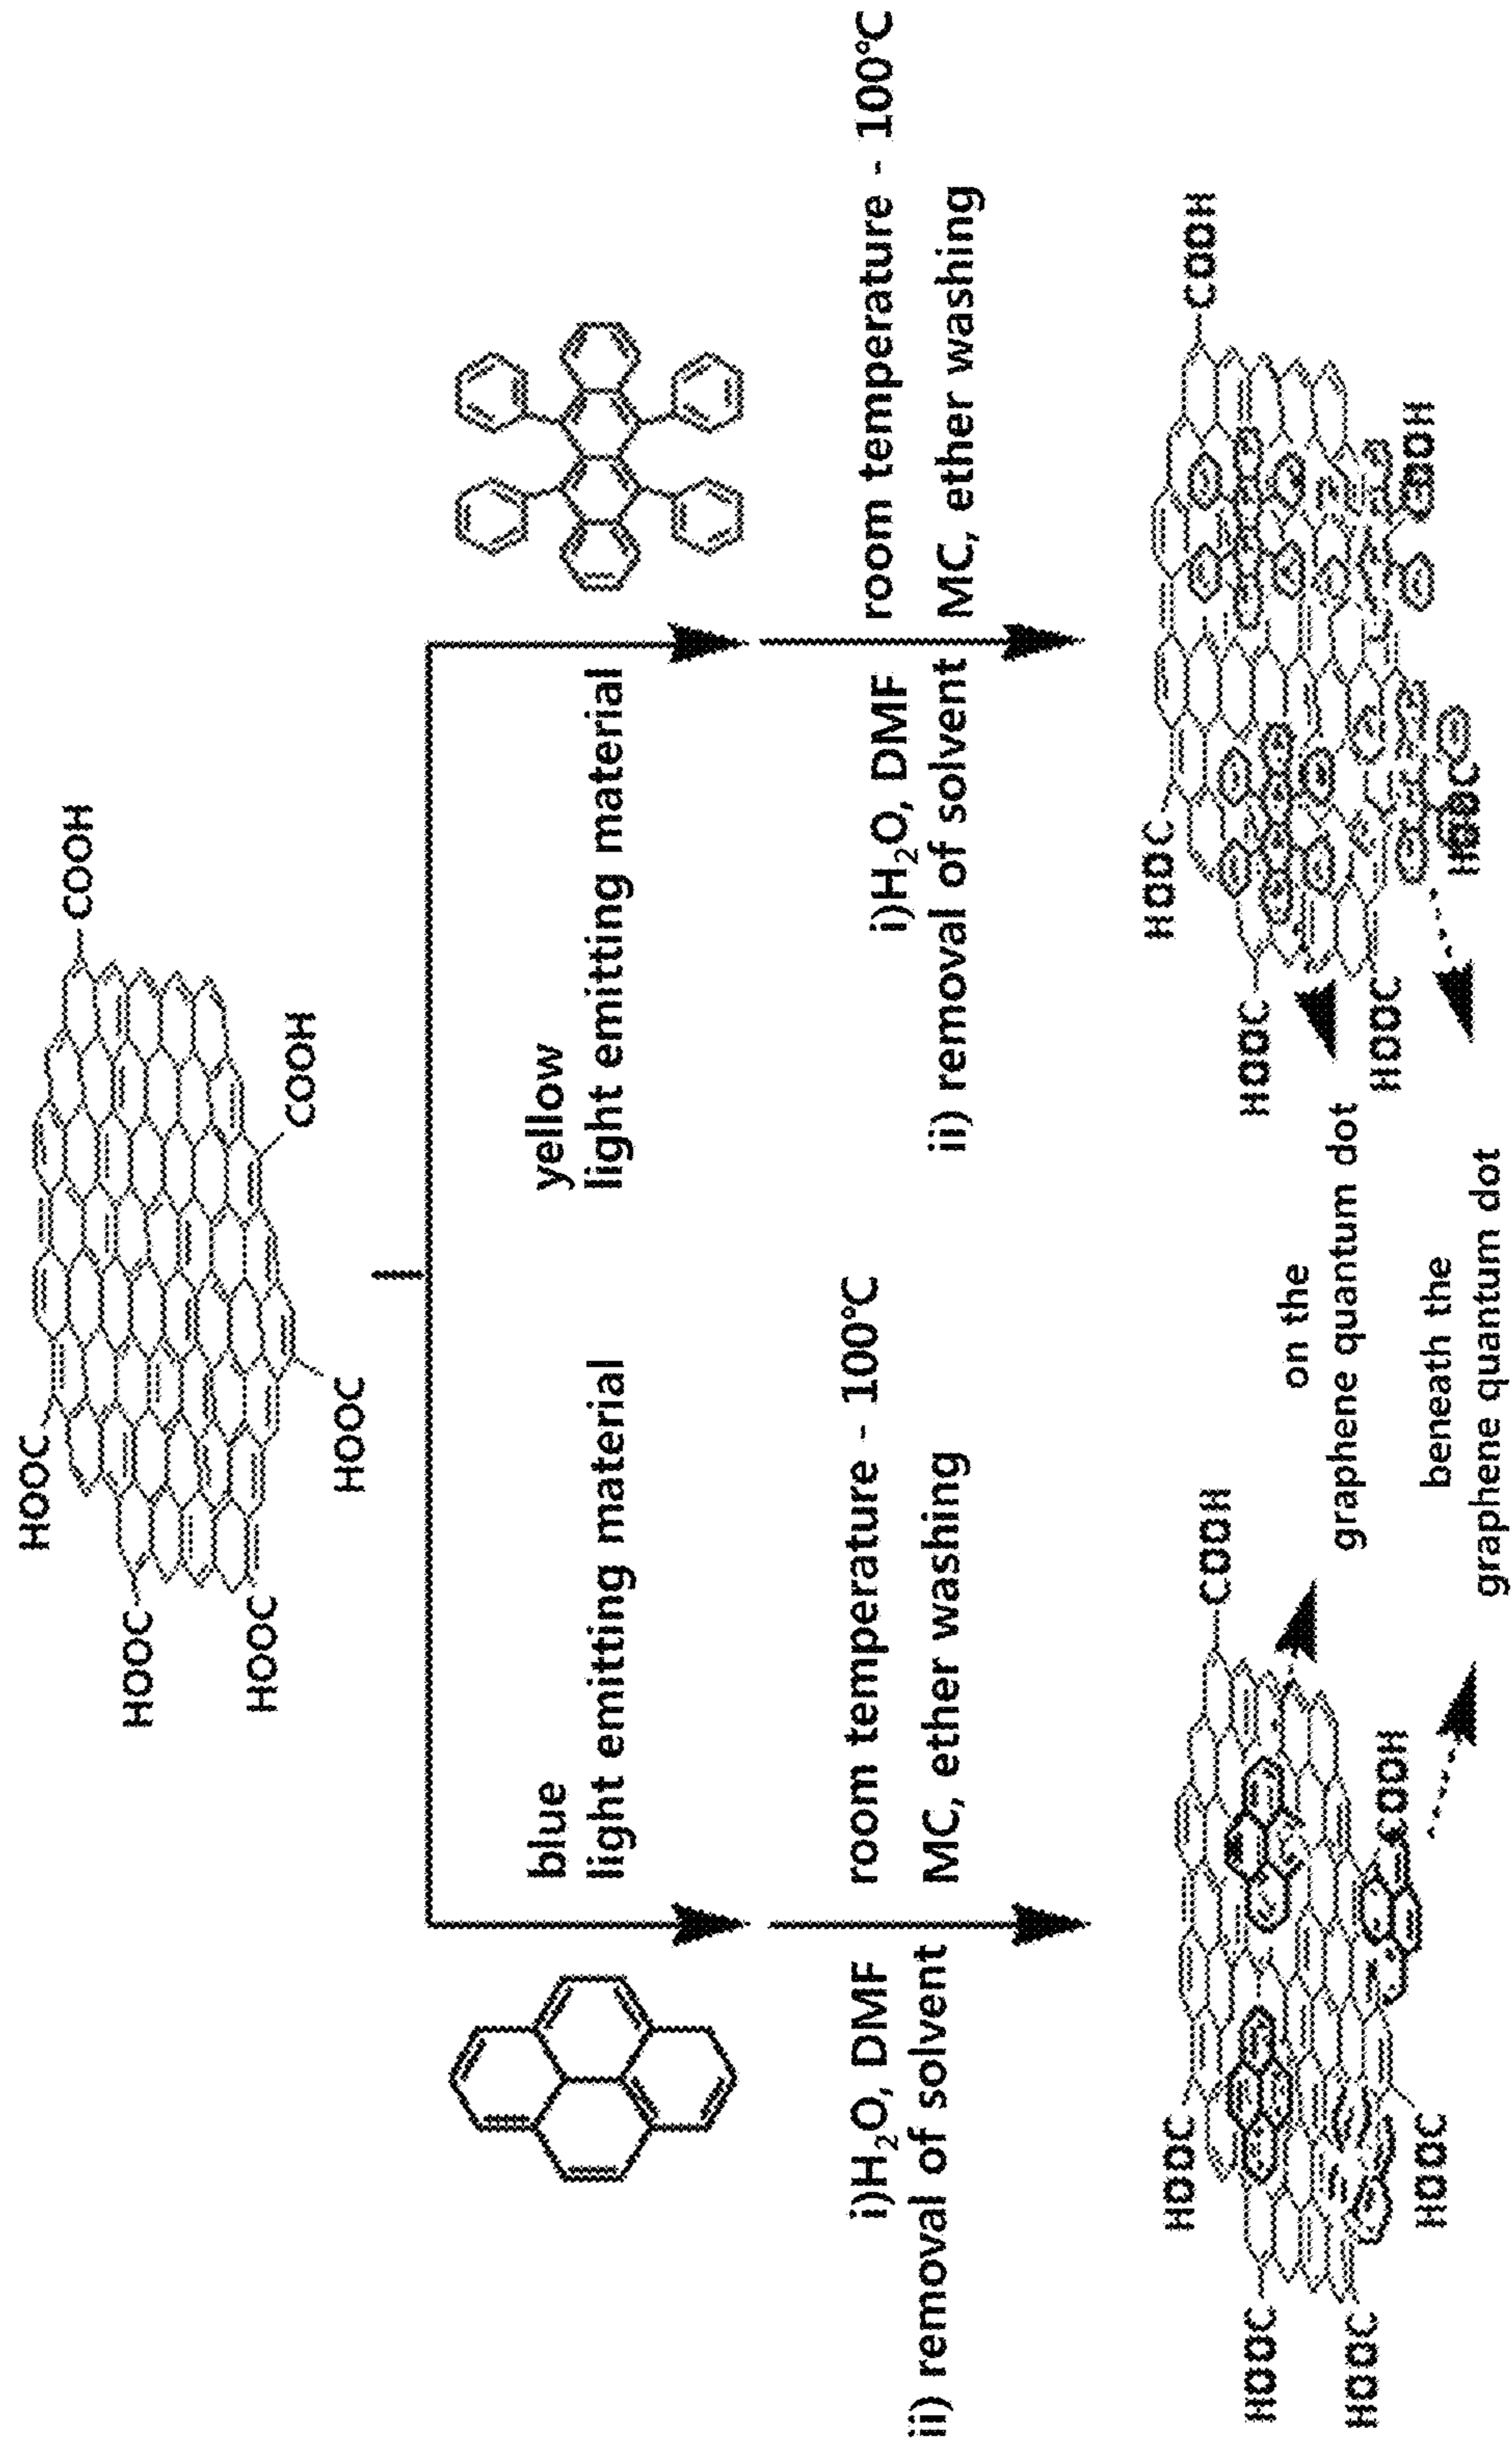 HOOC
COOH
HOOC
HOOC
COOH
HOOC
blue
light emitting material
yellow
light emitting material
i)H₂O, DMF
room temperature - 100°C
ii) removal of solvent
MC, ether washing
i)H₂O, DMF
room temperature - 100°C
ii) removal of solvent
MC, ether washing
HOOC
COOH
HOOC
HOOC
COOH
HOOC
on the
graphene quantum dot
beneath the
graphene quantum dot
HOOC
COOH
HOOC
HOOC
COOH
HOOC